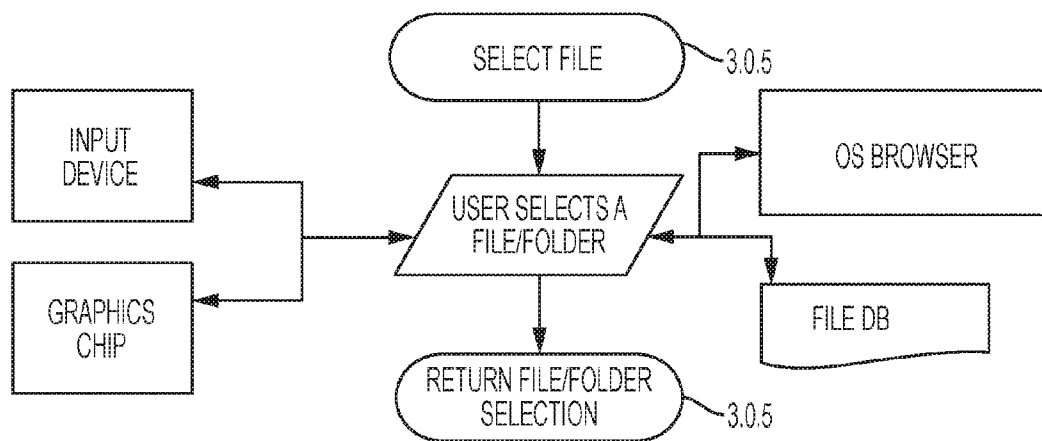 SELECT FILE
3.0.5
INPUT
DEVICE
OS BROWSER
USER SELECTS A
FILE/FOLDER
GRAPHICS
CHIP
FILE DB
RETURN FILE/FOLDER
SELECTION
3.0.5